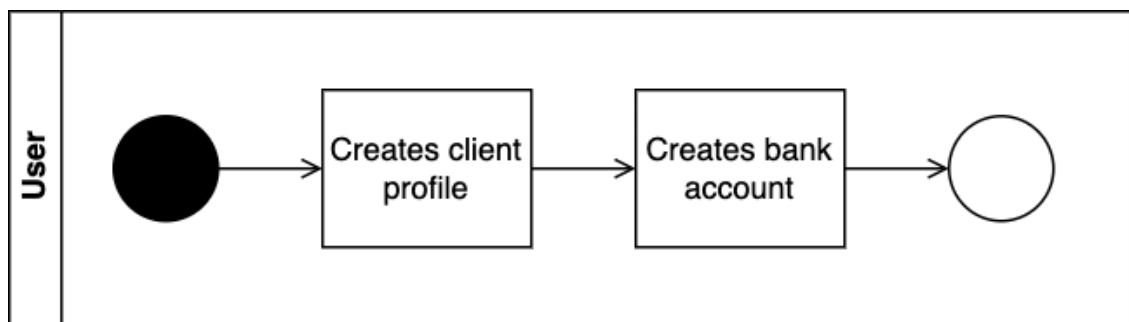 User
Creates client
profile
Creates bank
account